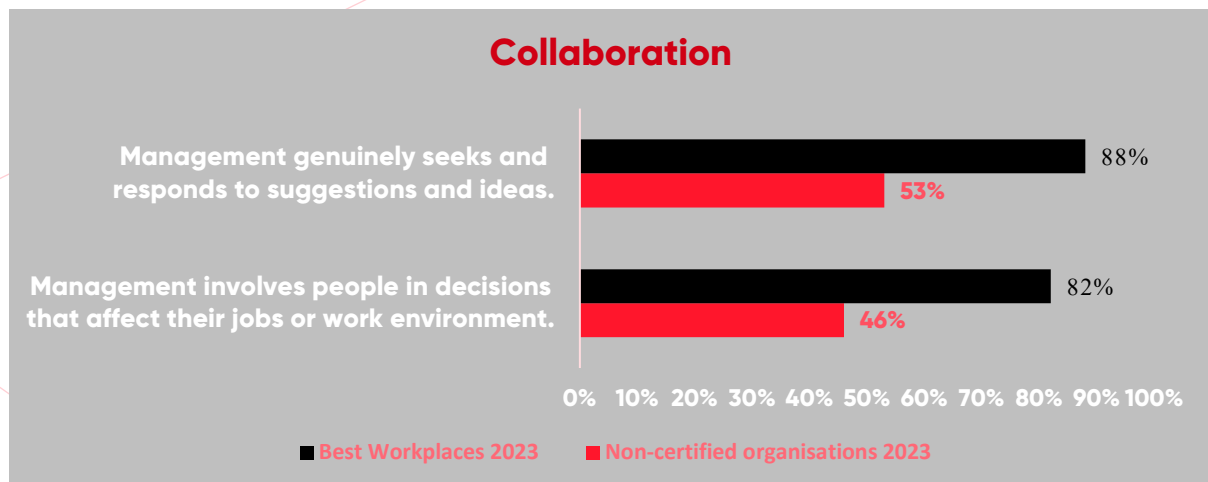 Collaboration
Management genuinely seeks and
responds to suggestions and ideas.
88%
53%
Management involves people in decisions
that affect their jobs or work environment.
82%
46%
0% 10% 20% 30% 40% 50% 60% 70% 80% 90% 100%
Best Workplaces 2023 Non-certified organisations 2023